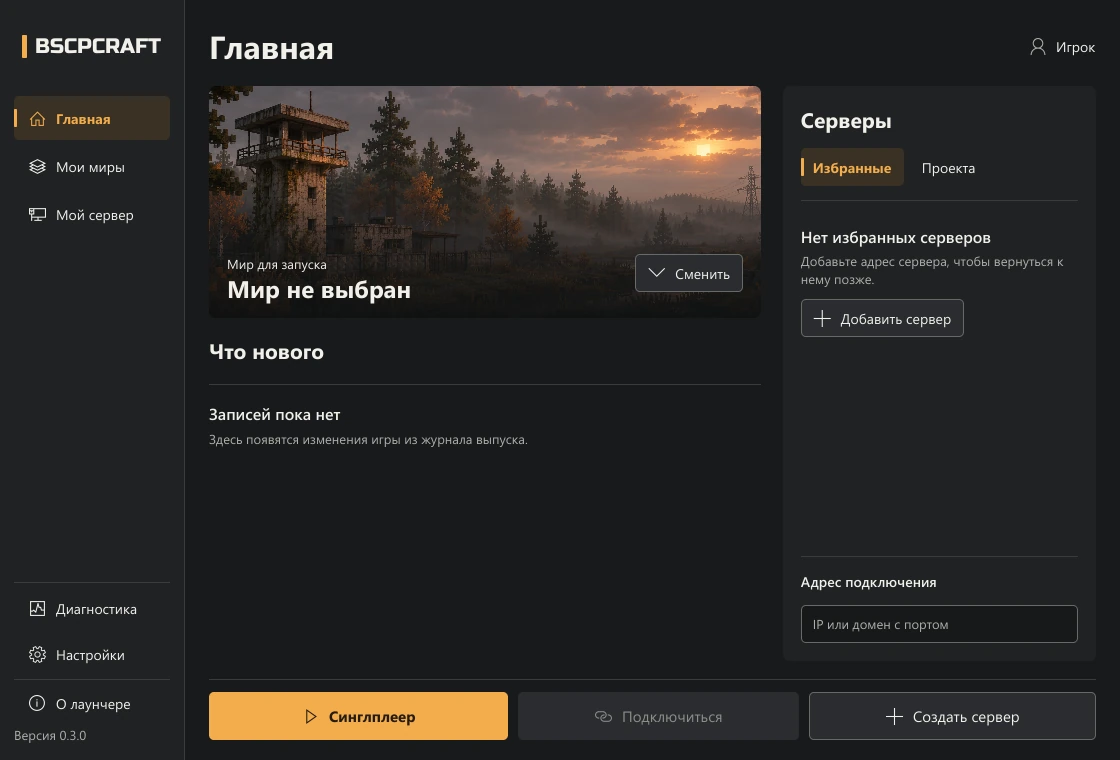 BSCPCRAFT
Главная
Мои миры
Мой сервер
Диагностика
Настройки
О лаунчере
Версия 0.3.0
Главная
Игрок
Мир для запуска
Мир не выбран
Сменить
Что нового
Записей пока нет
Здесь появятся изменения игры из журнала выпуска.
Серверы
Избранные
Проекта
Нет избранных серверов
Добавьте адрес сервера, чтобы вернуться к
нему позже.
Добавить сервер
Адрес подключения
IP или домен с портом
Синглплеер
Подключиться
Создать сервер